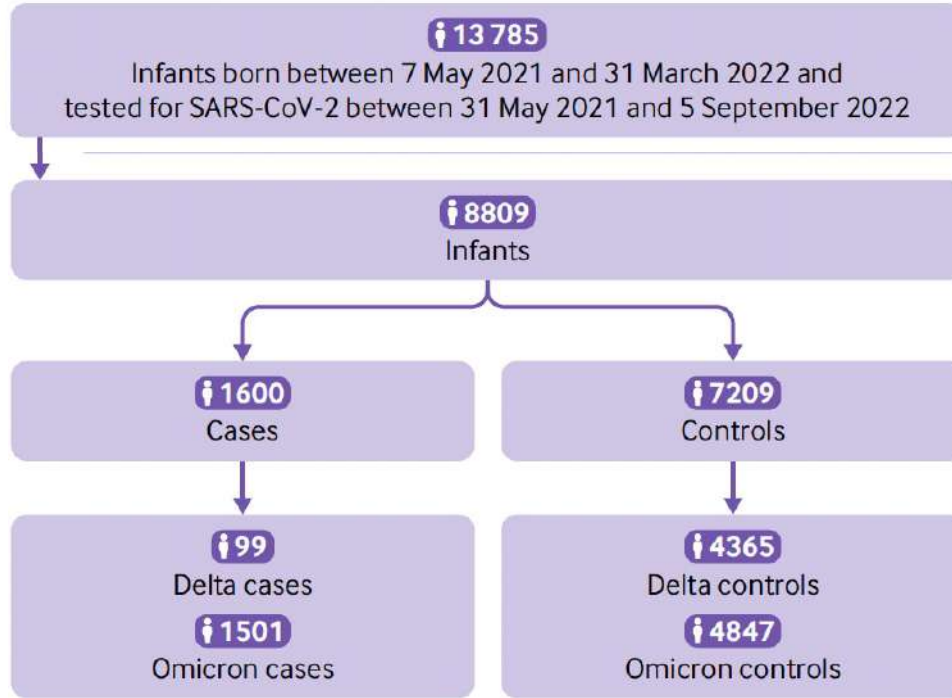 13 785
Infants born between 7 May 2021 and 31 March 2022 and
tested for SARS-CoV-2 between 31 May 2021 and 5 September 2022
8809
Infants
1600
Cases
7209
Controls
99
Delta cases
1501
Omicron cases
4365
Delta controls
4847
Omicron controls